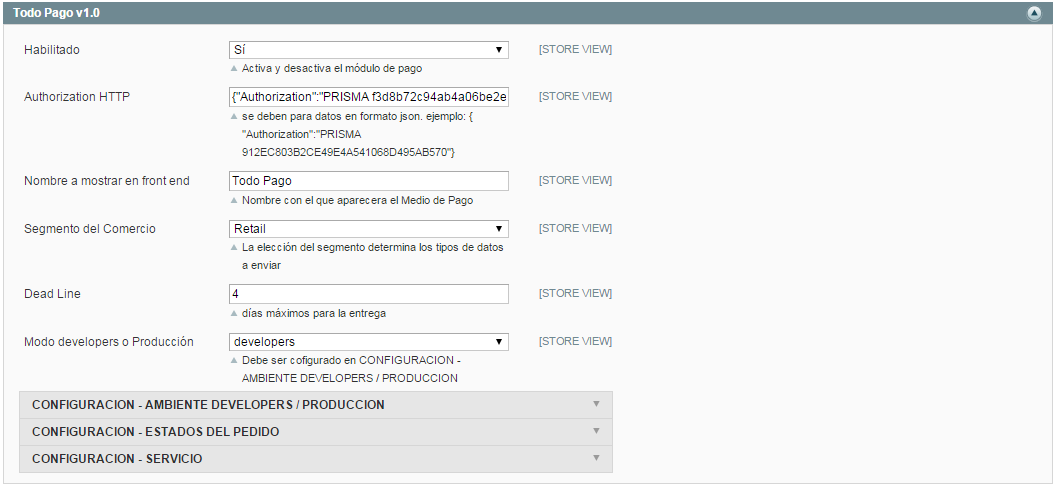 Todo Pago v1.0
Habilitado
Sí
[STORE VIEW]
Activa y desactiva el módulo de pago
Authorization HTTP
{"Authorization":"PRISMA f3d8b72c94ab4a06be2e
[STORE VIEW]
se deben para datos en formato json. ejemplo: {
"Authorization":"PRISMA
912EC803B2CE49E4A541068D495AB570"}
Nombre a mostrar en front end
Todo Pago
[STORE VIEW]
Nombre con el que aparecera el Medio de Pago
Segmento del Comercio
Retail
[STORE VIEW]
La elección del segmento determina los tipos de datos
a enviar
Dead Line
4
[STORE VIEW]
días máximos para la entrega
Modo developers o Producción
developers
[STORE VIEW]
Debe ser cofigurado en CONFIGURACION -
AMBIENTE DEVELOPERS / PRODUCCION
CONFIGURACION - AMBIENTE DEVELOPERS / PRODUCCION
CONFIGURACION - ESTADOS DEL PEDIDO
CONFIGURACION - SERVICIO